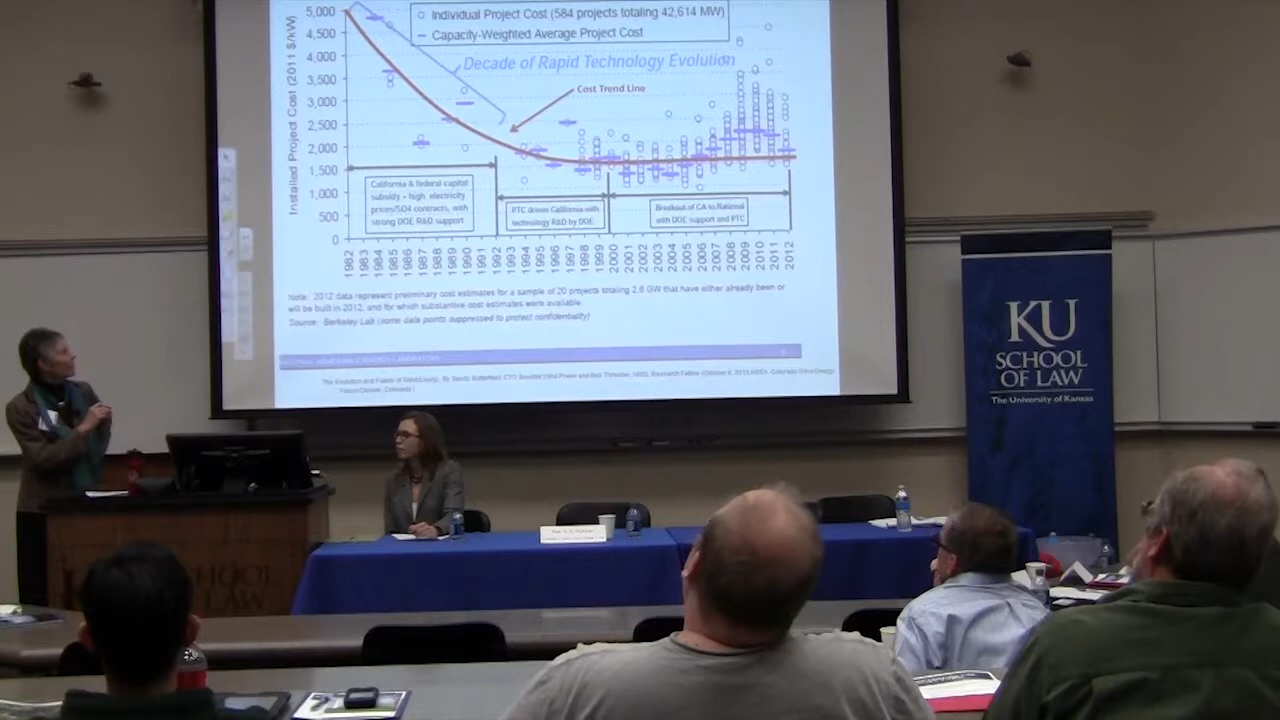 5,000
4,500
4,000
3,500
3,000
2,500
2,000
1,500
1,000
500
0
Installed Project Cost (2011 $/kW)
Individual Project Cost (584 projects totaling 42,614 MW)
Capacity-Weighted Average Project Cost
Decade of Rapid Technology Evolution
Cost Trend Line
California & federal capital
subsidy - high electricity
prices/SO4 contracts, with
strong DOE R&D support
PTC driven California with
technology R&D by DOE
Breakout of CA to National
with DOE support and PTC
1982
1983
1984
1985
1986
1987
1988
1989
1990
1991
1992
1993
1994
1995
1996
1997
1998
1999
2000
2001
2002
2003
2004
2005
2006
2007
2008
2009
2010
2011
2012
Note: 2012 data represent preliminary cost estimates for a sample of 20 projects totaling 2.6 GW that have either already been or
will be built in 2012, and for which substantive cost estimates were available.
Source: Berkeley Lab (some data points suppressed to protect confidentiality)
KU
SCHOOL
OF LAW
The University of Kansas
SCHOOL
LAW